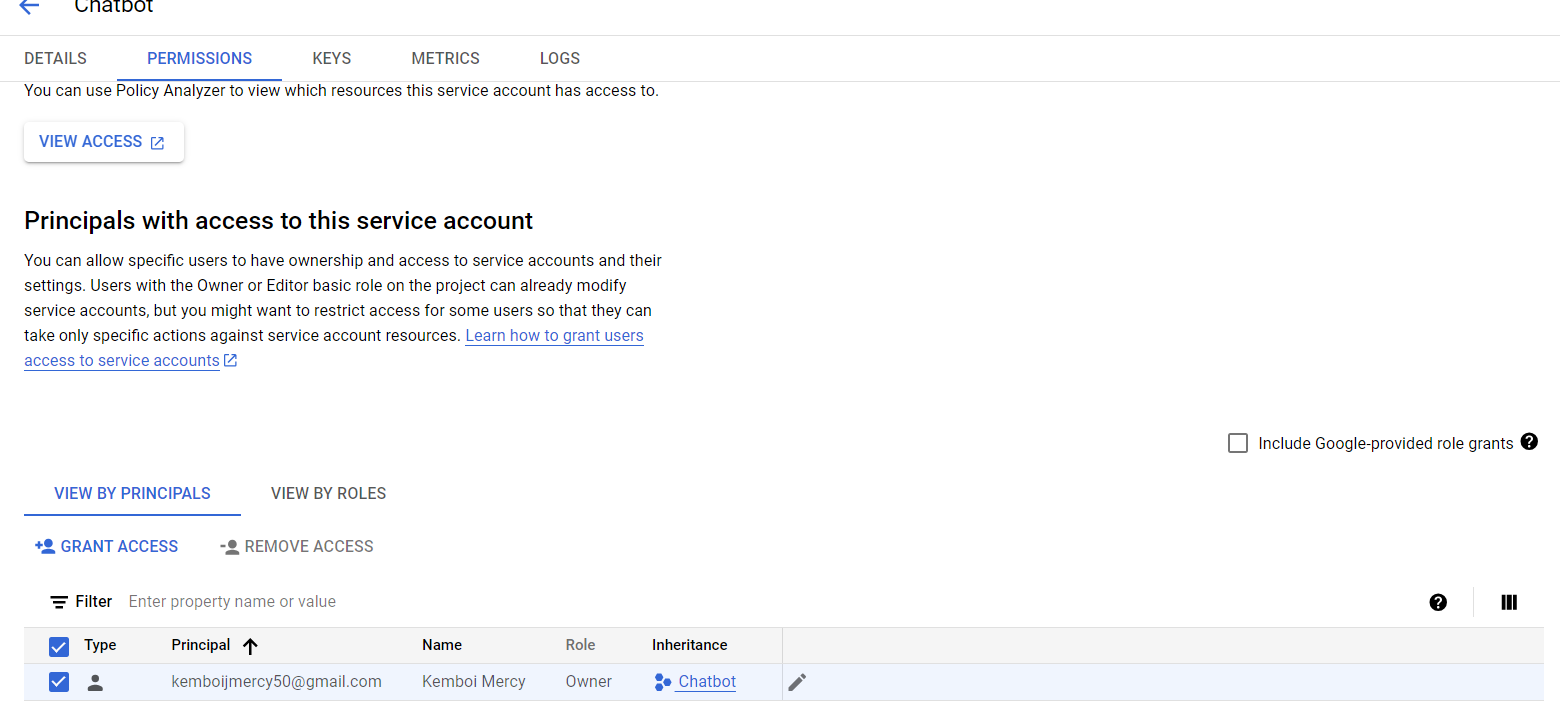 Chatbot
DETAILS PERMISSIONS KEYS METRICS LOGS
You can use Policy Analyzer to view which resources this service account has access to.
VIEW ACCESS
Principals with access to this service account
You can allow specific users to have ownership and access to service accounts and their
settings. Users with the Owner or Editor basic role on the project can already modify
service accounts, but you might want to restrict access for some users so that they can
take only specific actions against service account resources. Learn how to grant users
access to service accounts
Include Google-provided role grants
VIEW BY PRINCIPALS VIEW BY ROLES
GRANT ACCESS REMOVE ACCESS
Filter Enter property name or value
Type Principal Name Role Inheritance
kemboijmercy50@gmail.com Kemboi Mercy Owner Chatbot